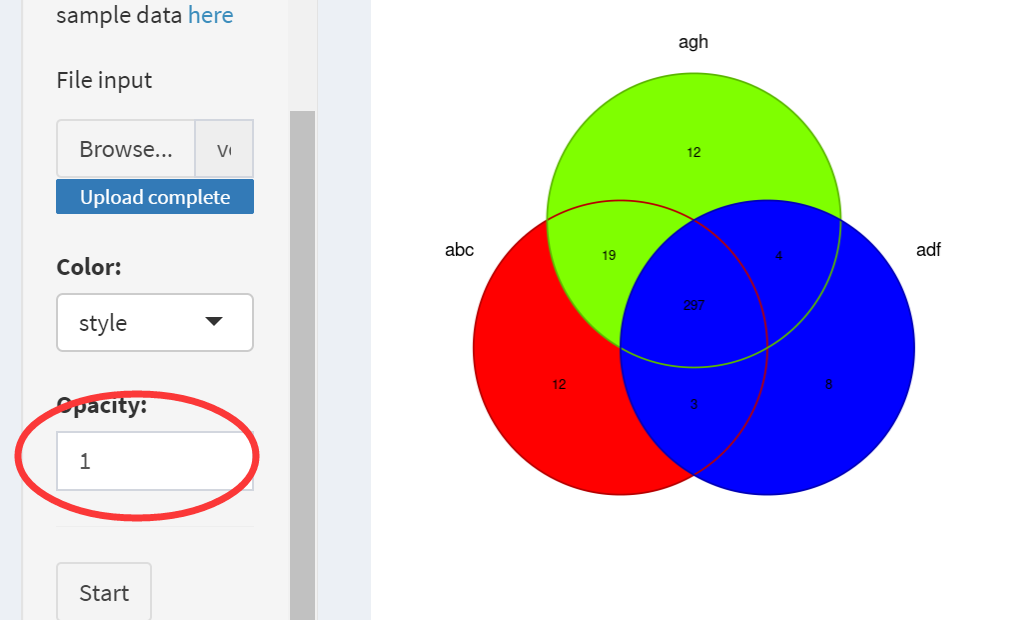 sample data here
File input
Browse...
Upload complete
Color:
style
Opacity:
1
Start
agh
12
abc
adf
19
4
297
12
8
3